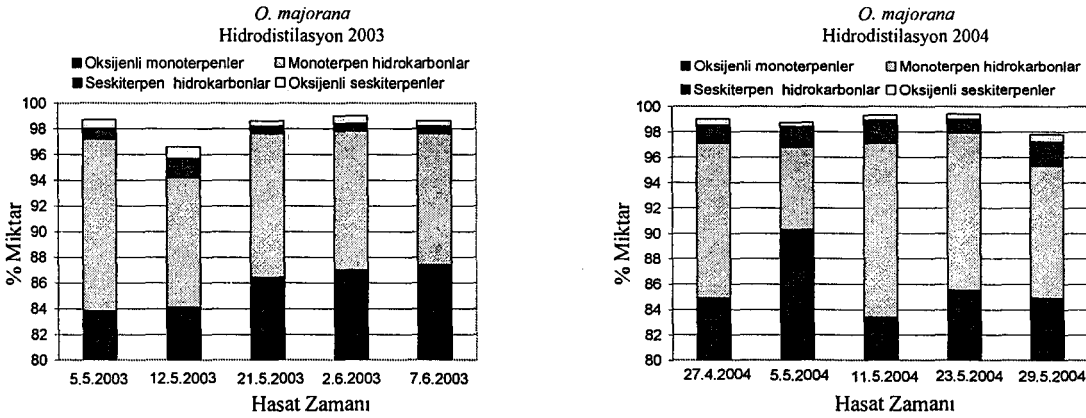 O. majorana
Hidrodistilasyon 2003
Oksijenli monoterpenler Monoterpen hidrokarbonlar
Seskiterpen hidrokarbonlar Oksijenli seskiterpenler
% Miktar
100
98
96
94
92
90
88
86
84
82
80
5.5.2003 12.5.2003 21.5.2003 2.6.2003 7.6.2003
Hasat Zamanı
O. majorana
Hidrodistilasyon 2004
Oksijenli monoterpenler Monoterpen hidrokarbonlar
Seskiterpen hidrokarbonlar Oksijenli seskiterpenler
% Miktar
100
98
96
94
92
90
88
86
84
82
80
27.4.2004 5.5.2004 11.5.2004 23.5.2004 29.5.2004
Hasat Zamanı